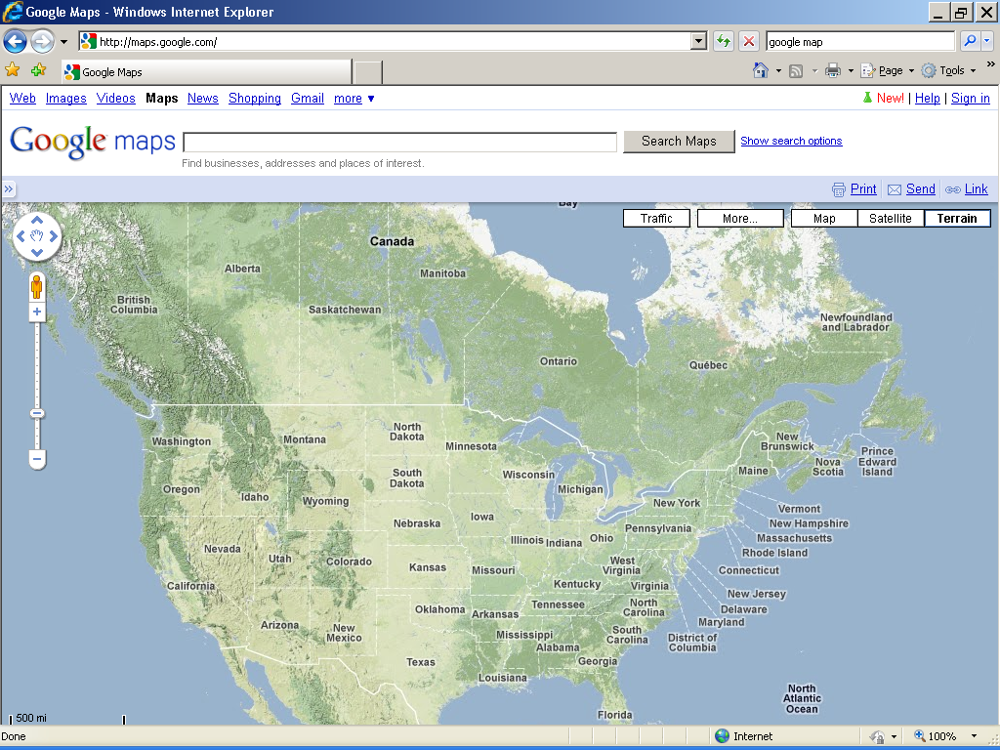 Google Maps - Windows Internet Explorer
http://maps.google.com/
google map
Google Maps
Page
Tools
Web Images Videos Maps News Shopping Gmail more ▼
New! | Help | Sign in
Google maps
Search Maps
Show search options
Find businesses, addresses and places of interest.
Print
Send
Link
Bay
Traffic
More...
Map
Satellite
Terrain
Canada
Alberta
Manitoba
British
Columbia
Saskatchewan
Newfoundland
and Labrador
Ontario
Québec
Washington
Montana
North
Dakota
Minnesota
New
Brunswick
Prince
Edward
Island
Nova
Scotia
Maine
Oregon
Idaho
Wyoming
South
Dakota
Wisconsin
Michigan
New York
Vermont
New Hampshire
Massachusetts
Rhode Island
Connecticut
Nebraska
Iowa
Pennsylvania
Illinois
Indiana
Ohio
Nevada
Utah
Colorado
Kansas
Missouri
West
Virginia
Kentucky
Virginia
New Jersey
Delaware
Maryland
District of
Columbia
California
Oklahoma
Arkansas
Tennessee
North
Carolina
Arizona
New
Mexico
Mississippi
Alabama
South
Carolina
Georgia
Texas
Louisiana
Florida
North
Atlantic
Ocean
500 mi
Done
Internet
100%